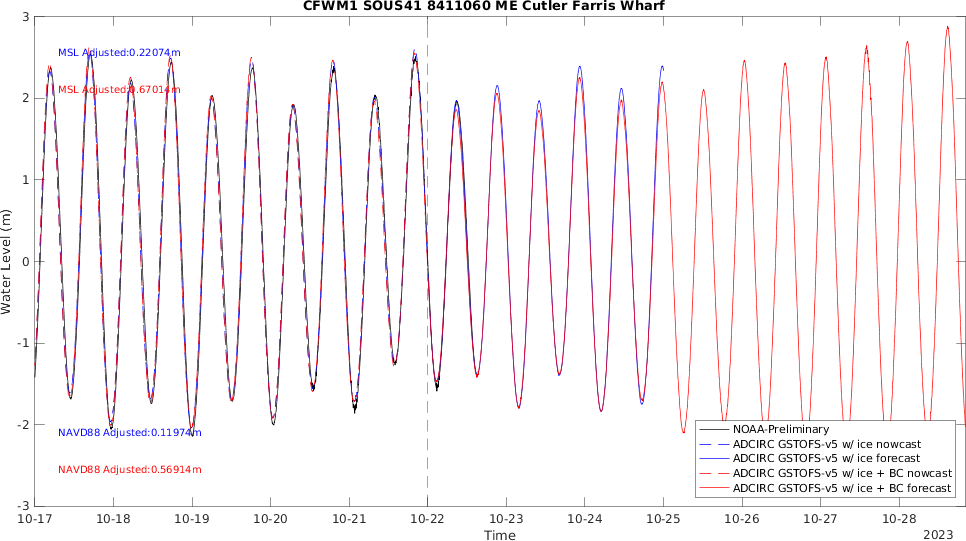 CFWM1 SOUS41 8411060 ME Cutler Farris Wharf
3
2
1
0
-1
-2
-3
Water Level (m)
MSL Adjusted:0.22074m
MSL Adjusted:0.67014m
NAVD88 Adjusted:0.11974m
NAVD88 Adjusted:0.56914m
NOAA-Preliminary
ADCIRC GSTOFS-v5 w/ ice nowcast
ADCIRC GSTOFS-v5 w/ ice forecast
ADCIRC GSTOFS-v5 w/ ice + BC nowcast
ADCIRC GSTOFS-v5 w/ ice + BC forecast
10-17 10-18 10-19 10-20 10-21 10-22 10-23 10-24 10-25 10-26 10-27 10-28
Time
2023